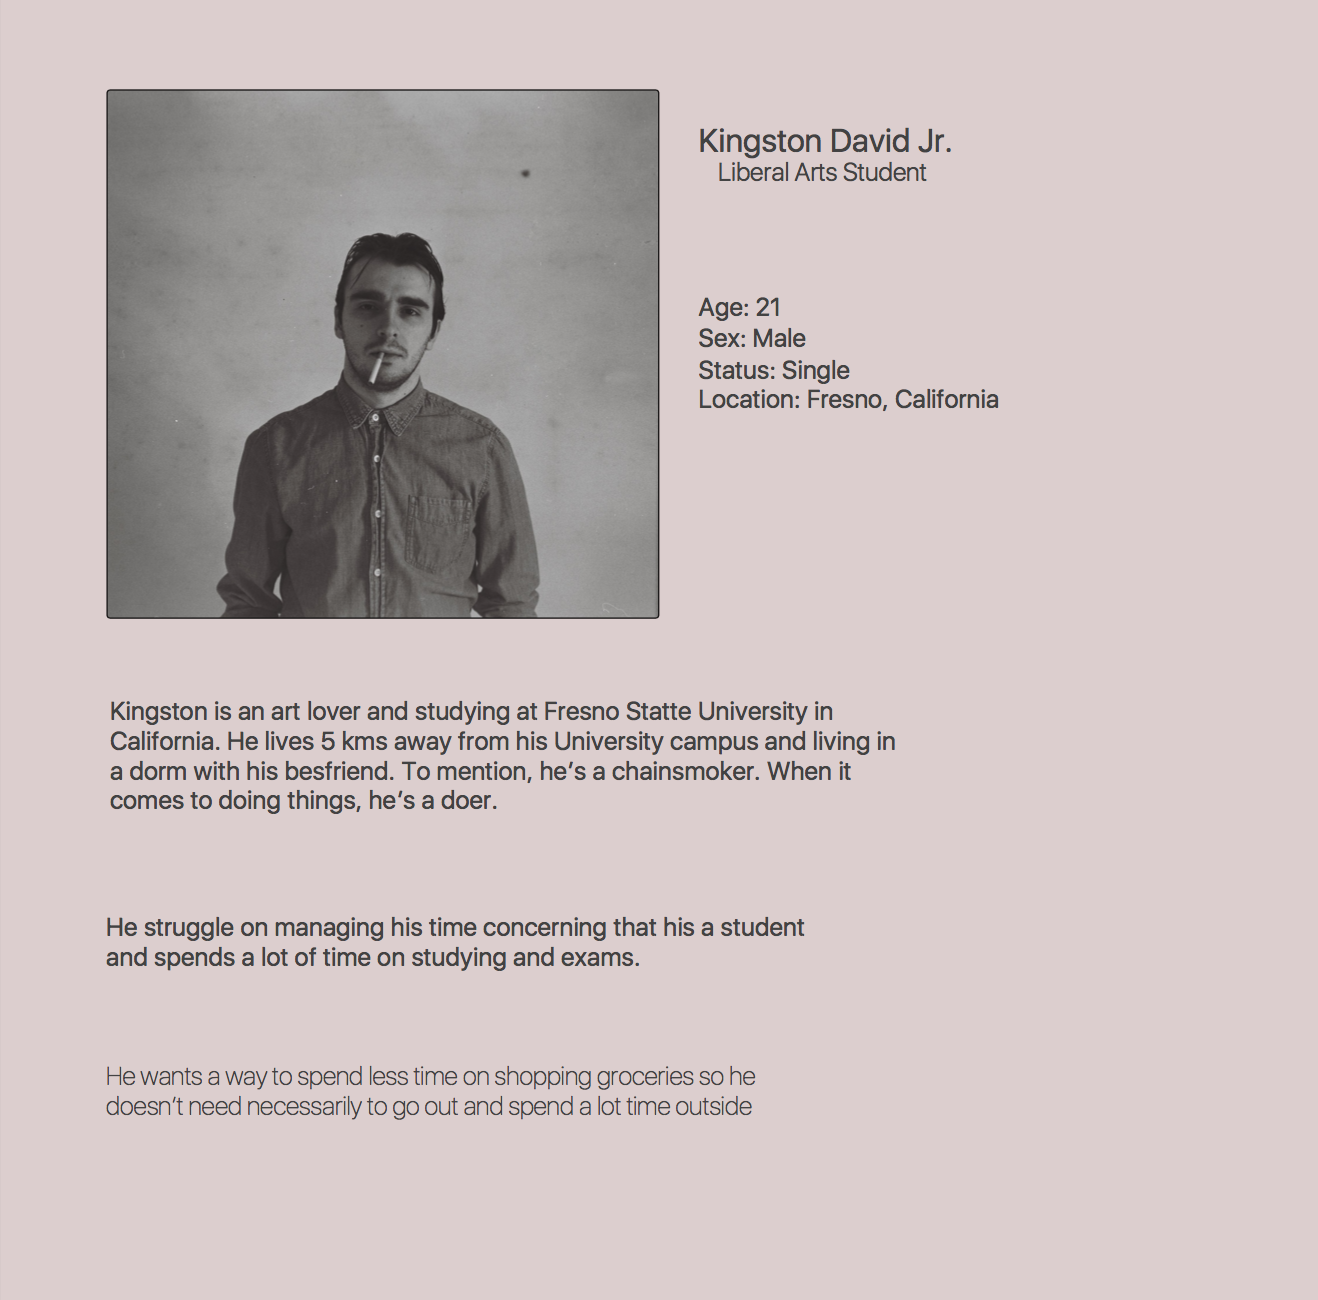 Kingston David Jr.
Liberal Arts Student
Age: 21
Sex: Male
Status: Single
Location: Fresno, California
Kingston is an art lover and studying at Fresno Statte University in
California. He lives 5 kms away from his University campus and living in
a dorm with his besfriend. To mention, he’s a chainsmoker. When it
comes to doing things, he’s a doer.
He struggle on managing his time concerning that his a student
and spends a lot of time on studying and exams.
He wants a way to spend less time on shopping groceries so he
doesn’t need necessarily to go out and spend a lot time outside